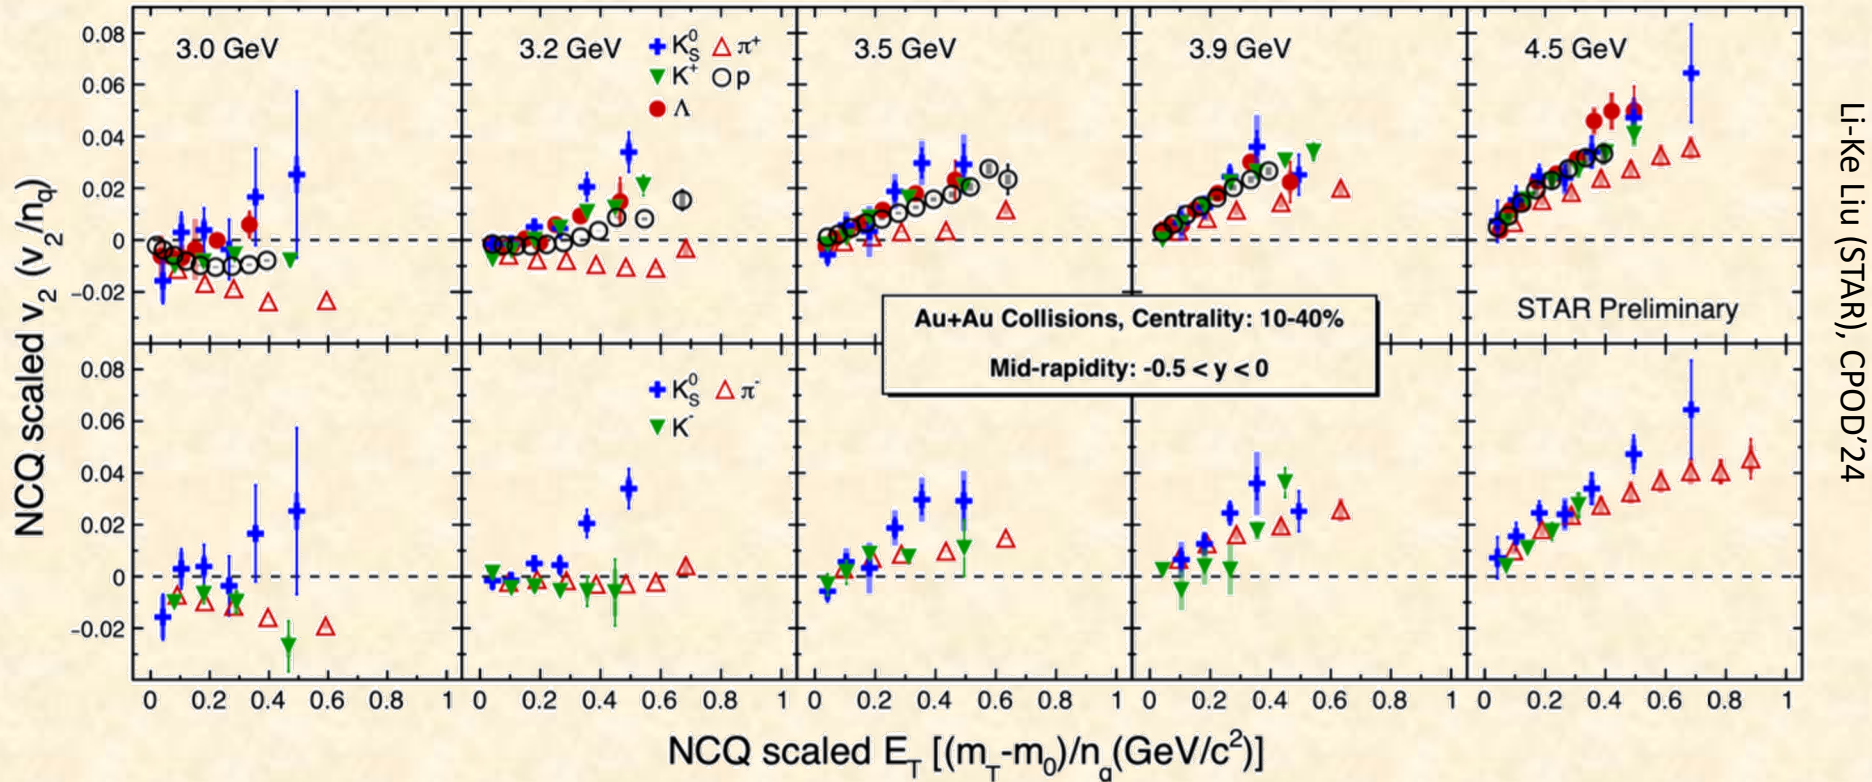 3.0 GeV
3.2 GeV
K⁰_S π⁺
K⁺ p
Λ
3.5 GeV
3.9 GeV
4.5 GeV
0.08
0.06
0.04
0.02
0
−0.02
STAR Preliminary
Au+Au Collisions, Centrality: 10-40%
Mid-rapidity: -0.5 < y < 0
K⁰_S π⁻
K⁻
0.08
0.06
0.04
0.02
0
−0.02
0 0.2 0.4 0.6 0.8 1
0 0.2 0.4 0.6 0.8 1
0 0.2 0.4 0.6 0.8 1
0 0.2 0.4 0.6 0.8 1
0 0.2 0.4 0.6 0.8 1
NCQ scaled v₂ (v₂/n_q)
NCQ scaled E_T [(m_T-m₀)/n_q(GeV/c²)]
Li-Ke Liu (STAR), CPOD'24